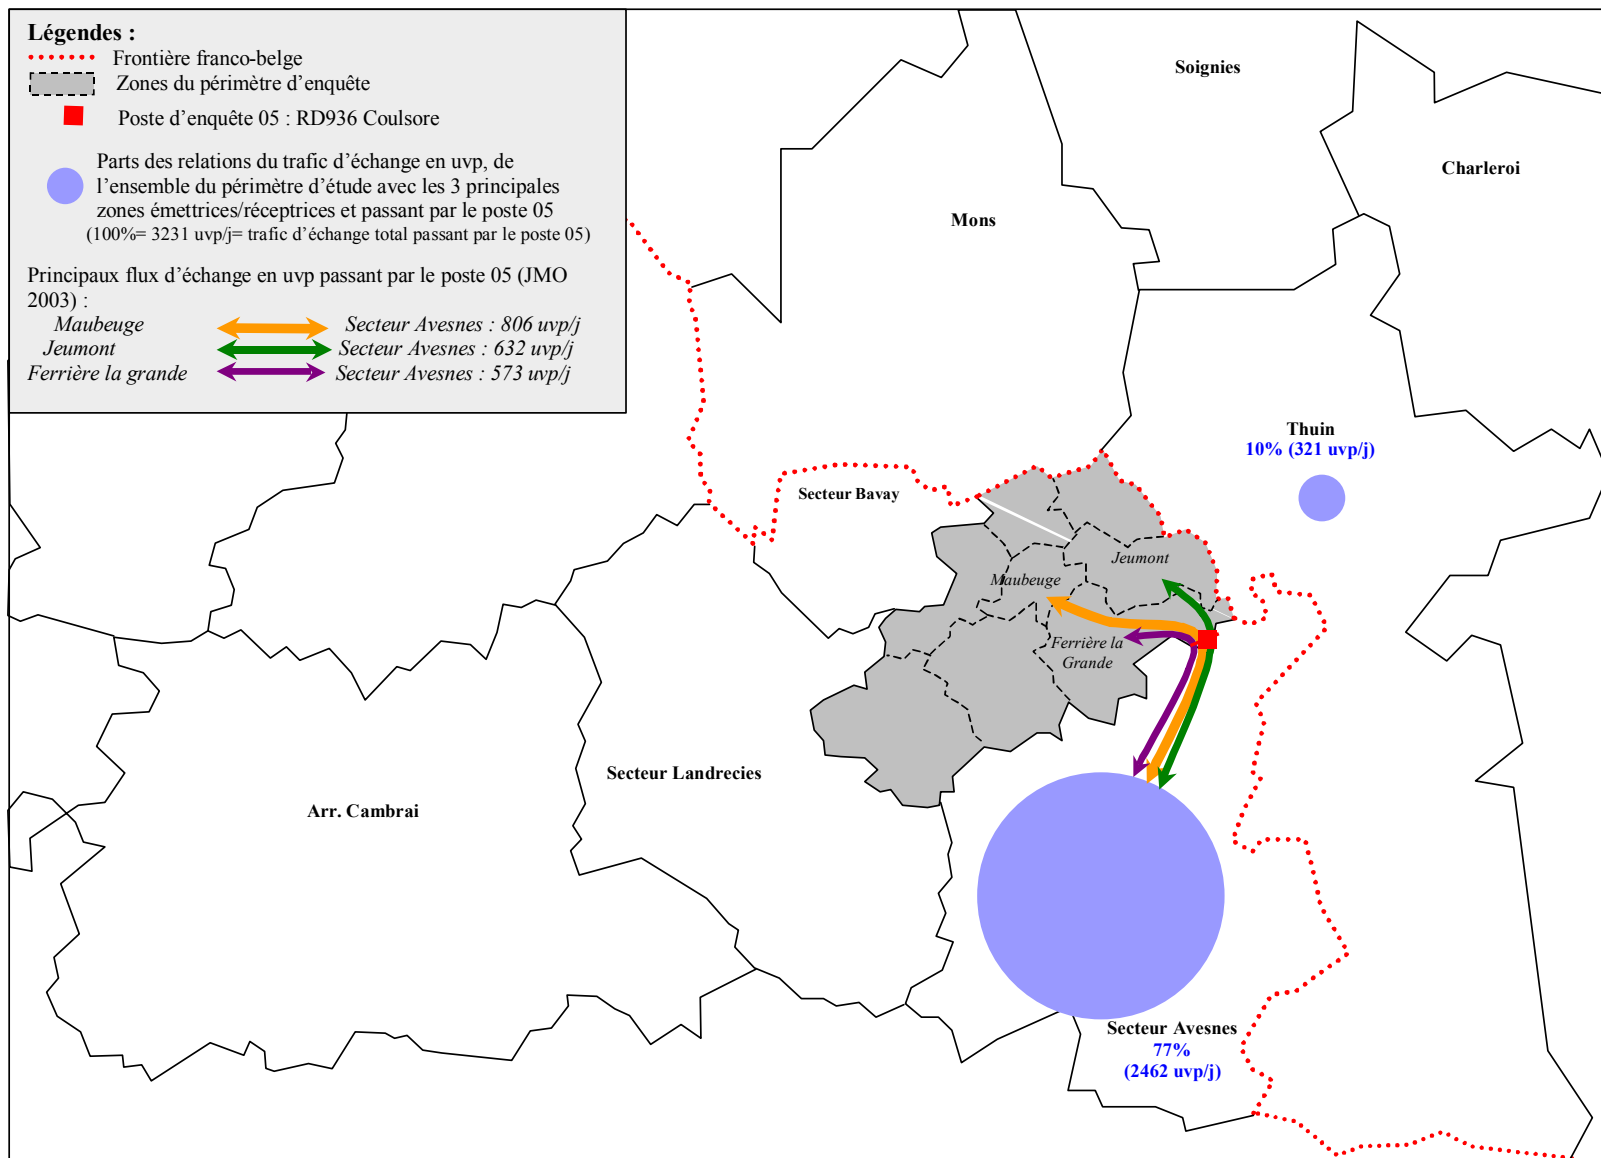 Légendes :
Frontière franco-belge
Zones du périmètre d'enquête
Poste d'enquête 05 : RD936 Coulsore
Parts des relations du trafic d'échange en uvp, de
l'ensemble du périmètre d'étude avec les 3 principales
zones émettrices/réceptrices et passant par le poste 05
(100%= 3231 uvp/j= trafic d'échange total passant par le poste 05)
Principaux flux d'échange en uvp passant par le poste 05 (JMO
2003) :
Maubeuge Secteur Avesnes : 806 uvp/j
Jeumont Secteur Avesnes : 632 uvp/j
Ferrière la grande Secteur Avesnes : 573 uvp/j
Soignies
Charleroi
Mons
Thuin
10% (321 uvp/j)
Secteur Bavay
Jeumont
Maubeuge
Ferrière la
Grande
Secteur Landrecies
Arr. Cambrai
Secteur Avesnes
77%
(2462 uvp/j)